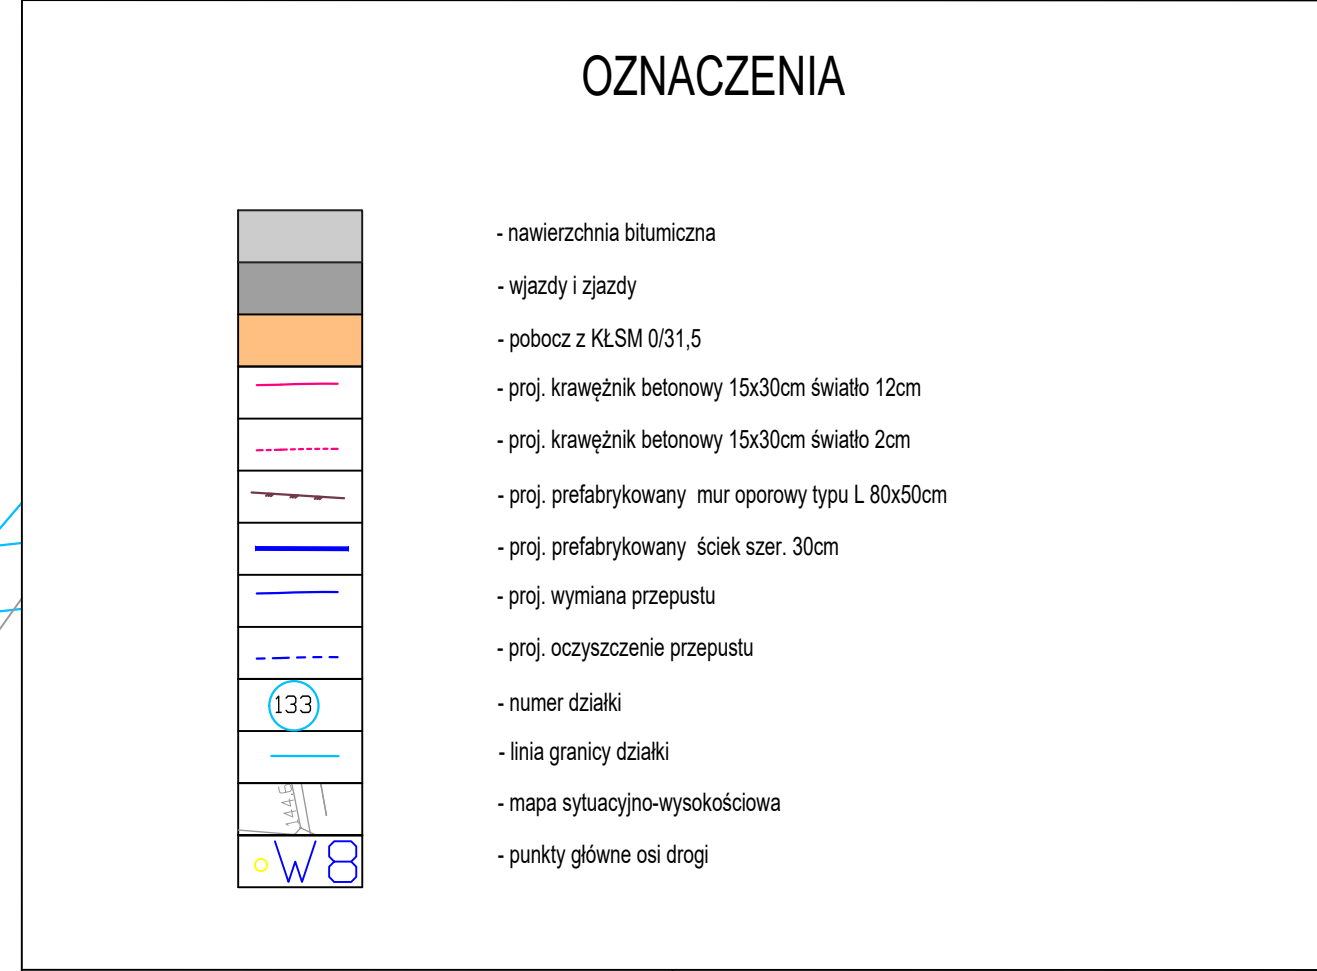 OZNACZENIA
- nawierzchnia bitumiczna
- wjazdy i zjazdy
- pobocz z KŁSM 0/31,5
- proj. krawężnik betonowy 15x30cm światło 12cm
- proj. krawężnik betonowy 15x30cm światło 2cm
- proj. prefabrykowany mur oporowy typu L 80x50cm
- proj. prefabrykowany ściek szer. 30cm
- proj. wymiana przepustu
- proj. oczyszczenie przepustu
133 - numer działki
- linia granicy działki
144.6 - mapa sytuacyjno-wysokościowa
W8 - punkty główne osi drogi